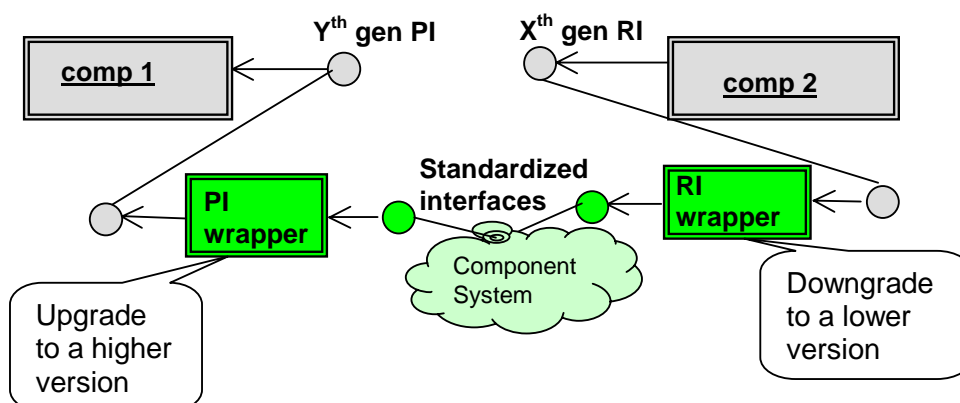 Yth gen PI
Xth gen RI
comp 1
comp 2
Standardized
interfaces
PI
wrapper
RI
wrapper
Component
System
Upgrade
to a higher
version
Downgrade
to a lower
version